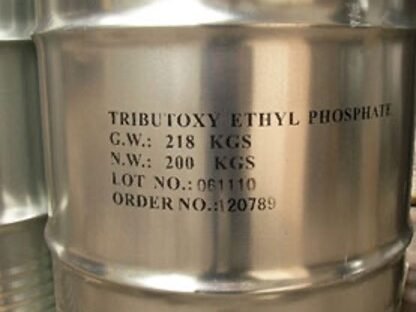 TRIBUTOXY ETHYL PHOSPHATE
G.W.: 218 KGS
N.W.: 200 KGS
LOT NO.: 061110
ORDER NO.:120789